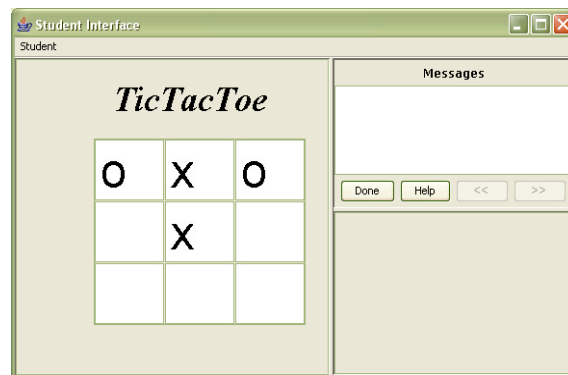 Student Interface
Student
TicTacToe
O X O
X
Messages
Done Help << >>